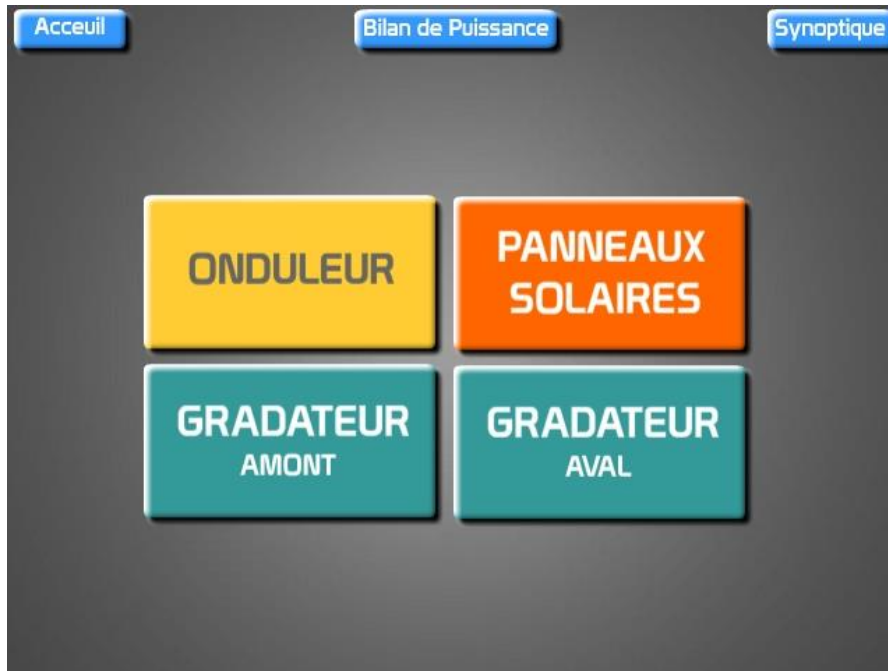 Acceuil
Bilan de Puissance
Synoptique
ONDULEUR
PANNEAUX
SOLAIRES
GRADATEUR
AMONT
GRADATEUR
AVAL